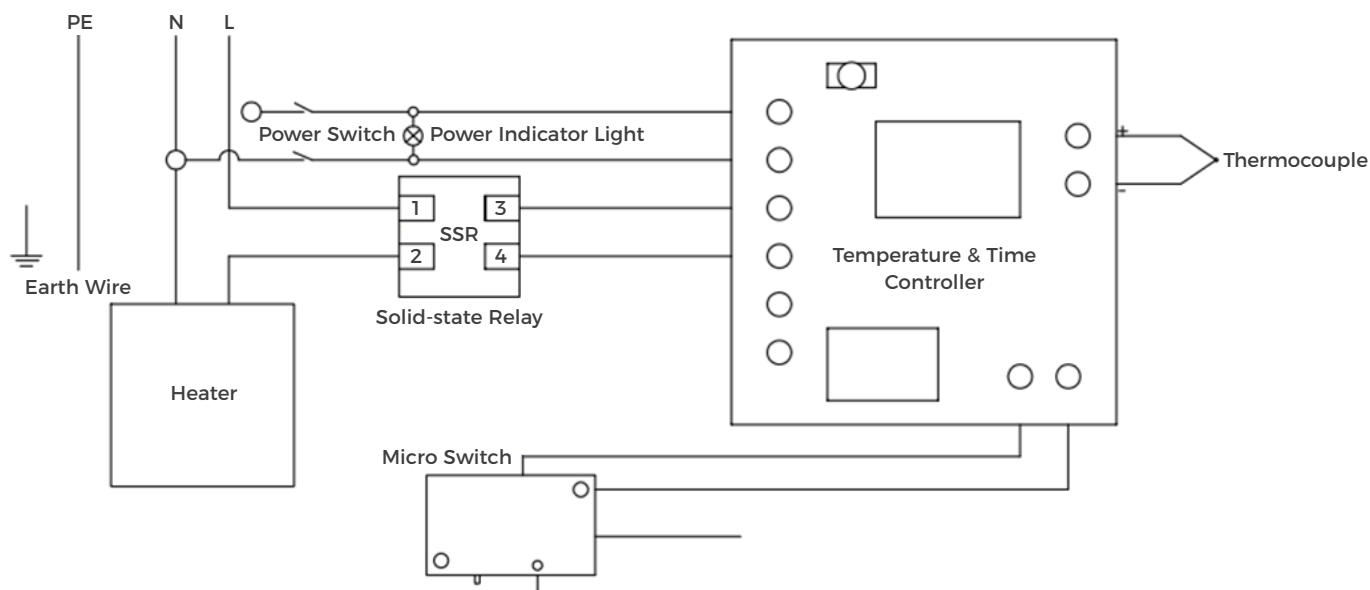 PE N L
Power Switch Power Indicator Light
+
Thermocouple
-
1 3
SSR
2 4
Temperature & Time
Controller
Earth Wire
Solid-state Relay
Heater
Micro Switch